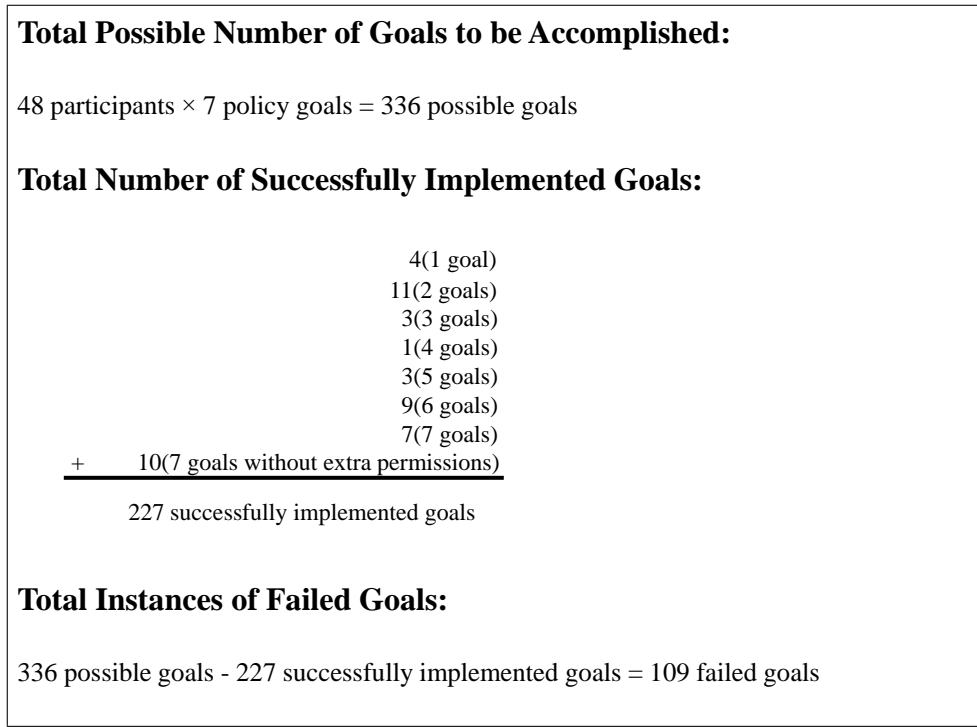 Total Possible Number of Goals to be Accomplished:
48 participants × 7 policy goals = 336 possible goals
Total Number of Successfully Implemented Goals:
4(1 goal)
11(2 goals)
3(3 goals)
1(4 goals)
3(5 goals)
9(6 goals)
7(7 goals)
+ 10(7 goals without extra permissions)
227 successfully implemented goals
Total Instances of Failed Goals:
336 possible goals - 227 successfully implemented goals = 109 failed goals